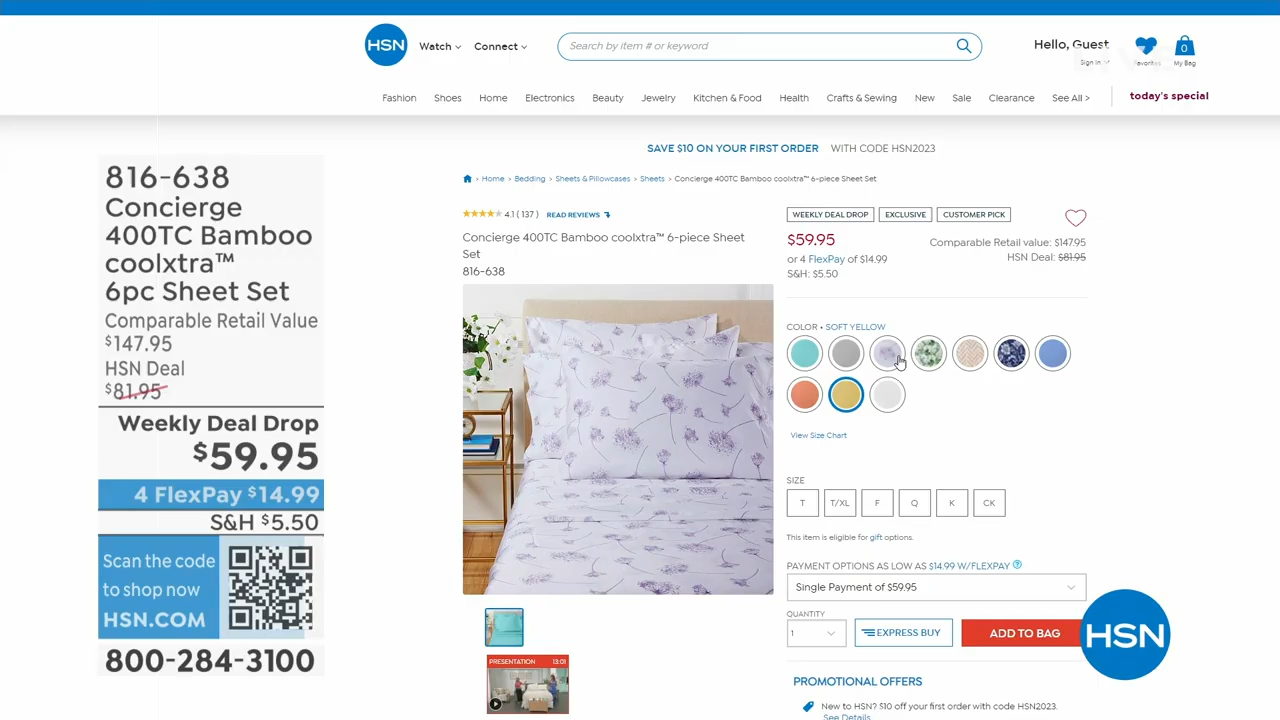 HSN
Watch
Connect
Search by item # or keyword
Hello, Guest
Sign In
Favorites
0
My Bag
Fashion
Shoes
Home
Electronics
Beauty
Jewelry
Kitchen & Food
Health
Crafts & Sewing
New
Sale
Clearance
See All >
today's special
SAVE $10 ON YOUR FIRST ORDER WITH CODE HSN2023
Home > Bedding > Sheets & Pillowcases > Sheets > Concierge 400TC Bamboo coolxtra™ 6-piece Sheet Set
816-638
Concierge
400TC Bamboo
coolxtra™
6pc Sheet Set
Comparable Retail Value
$147.95
HSN Deal
$81.95
Weekly Deal Drop
$59.95
4 FlexPay $14.99
S&H $5.50
Scan the code
to shop now
HSN.COM
800-284-3100
4.1 ( 137 ) READ REVIEWS
Concierge 400TC Bamboo coolxtra™ 6-piece Sheet
Set
816-638
PRESENTATION 13:01
WEEKLY DEAL DROP
EXCLUSIVE
CUSTOMER PICK
$59.95
Comparable Retail value: $147.95
or 4 FlexPay of $14.99
HSN Deal: $81.95
S&H: $5.50
COLOR • SOFT YELLOW
View Size Chart
SIZE
T
T/XL
F
Q
K
CK
This item is eligible for gift options.
PAYMENT OPTIONS AS LOW AS $14.99 W/FLEXPAY
Single Payment of $59.95
QUANTITY
1
EXPRESS BUY
ADD TO BAG
HSN
PROMOTIONAL OFFERS
New to HSN? $10 off your first order with code HSN2023.
See Details